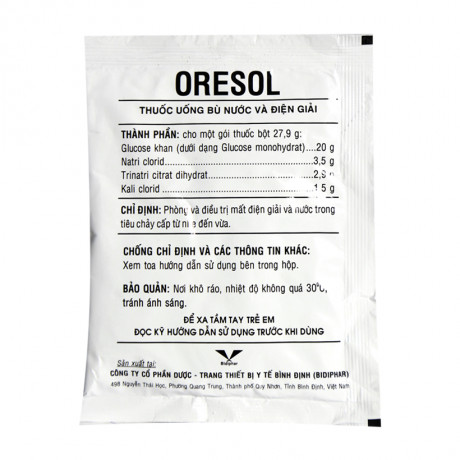 ORESOL
THUỐC UỐNG BÙ NƯỚC VÀ ĐIỆN GIẢI
THÀNH PHẦN: cho một gói thuốc bột 27,9 g:
Glucose khan (dưới dạng Glucose monohydrat)....20 g
Natri clorid............................................3,5 g
Trinatri citrat dihydrat...........................2,9 g
Kali clorid............................................1,5 g
CHỈ ĐỊNH: Phòng và điều trị mất điện giải và nước trong
tiêu chảy cấp từ nhẹ đến vừa.
CHỐNG CHỈ ĐỊNH VÀ CÁC THÔNG TIN KHÁC:
Xem toa hướng dẫn sử dụng bên trong hộp.
BẢO QUẢN: Nơi khô ráo, nhiệt độ không quá 30°C,
tránh ánh sáng.
ĐỂ XA TẦM TAY TRẺ EM
ĐỌC KỸ HƯỚNG DẪN SỬ DỤNG TRƯỚC KHI DÙNG
Bidiphar
Sản xuất tại:
CÔNG TY CỔ PHẦN DƯỢC - TRANG THIẾT BỊ Y TẾ BÌNH ĐỊNH (BIDIPHAR)
498 Nguyễn Thái Học, Phường Quang Trung, Thành phố Quy Nhơn, Tỉnh Bình Định, Việt Nam